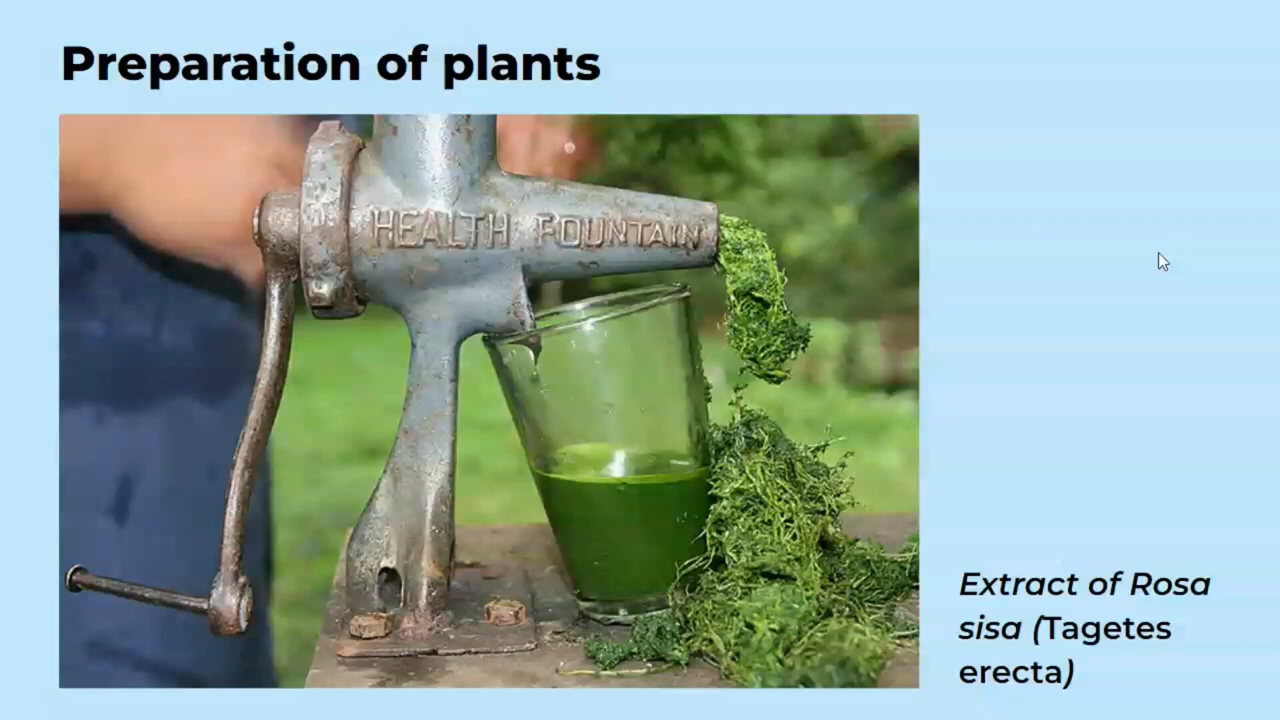 Preparation of plants
HEALTH FOUNTAIN
Extract of Rosa
sisa (Tagetes
erecta)